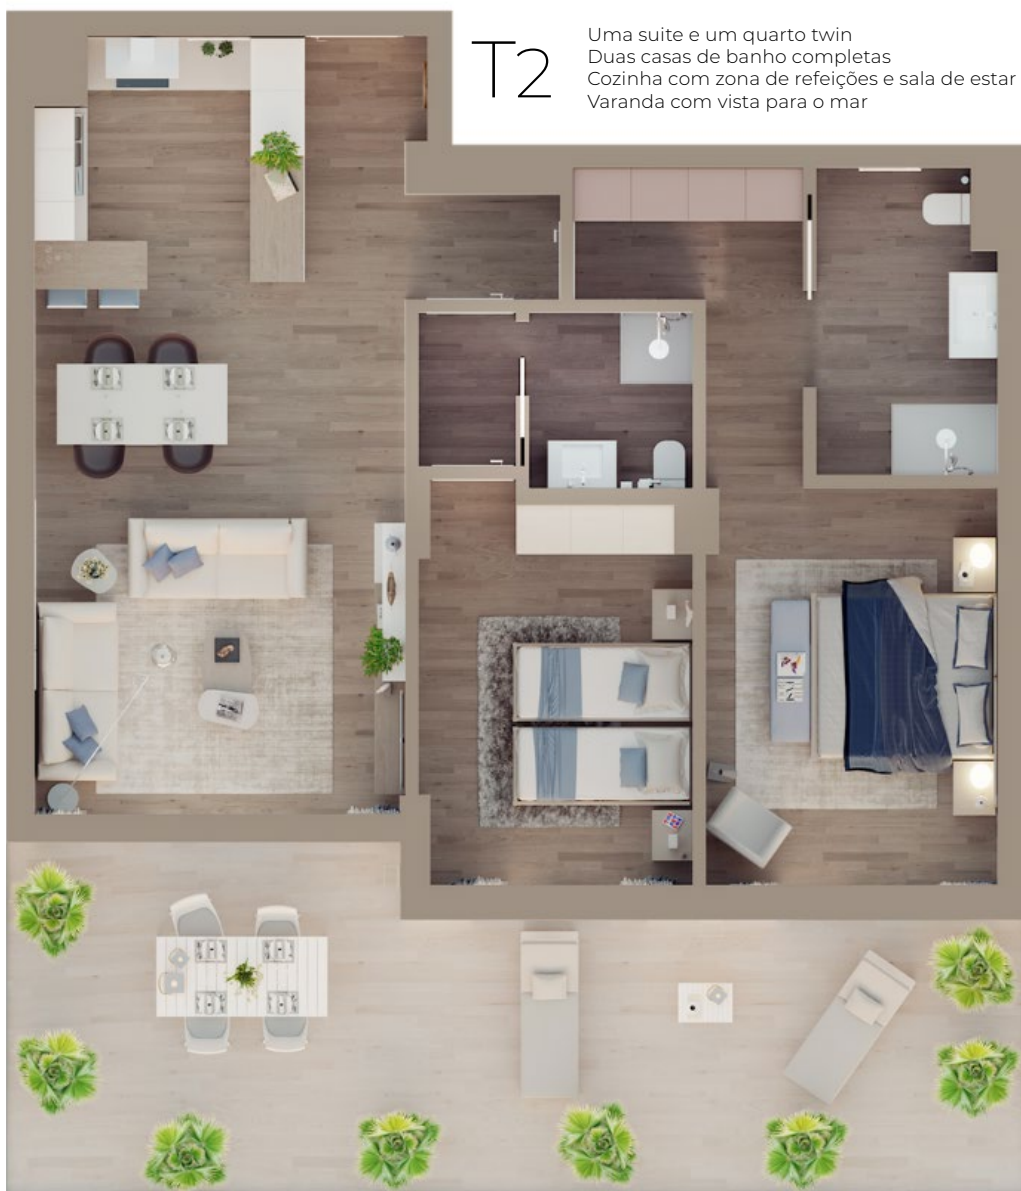 T2
Uma suite e um quarto twin
Duas casas de banho completas
Cozinha com zona de refeições e sala de estar
Varanda com vista para o mar